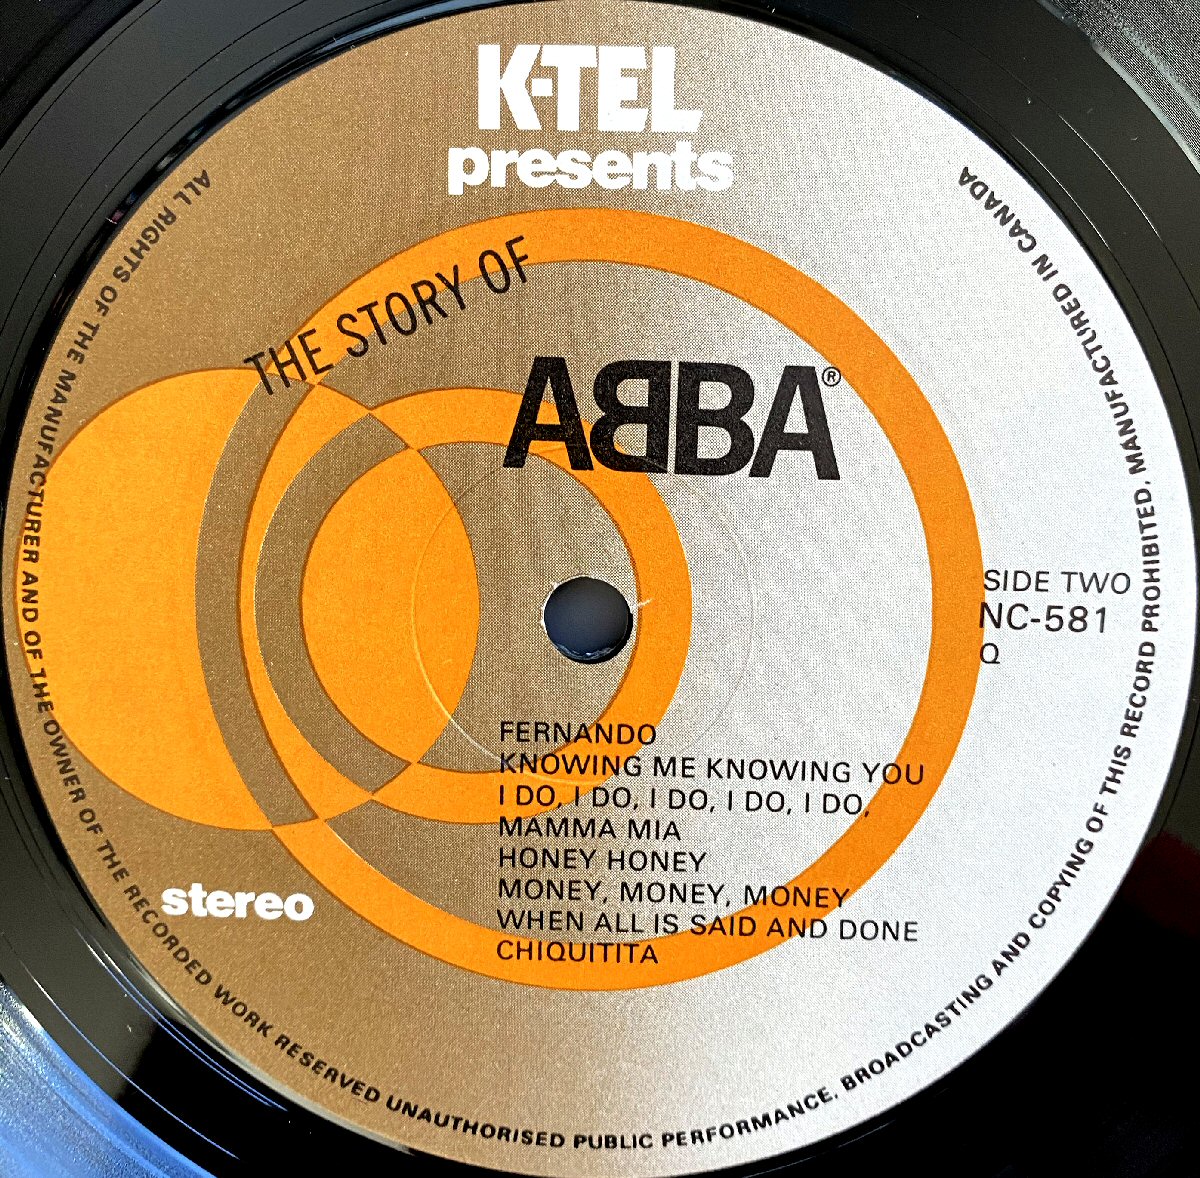 K-TEL
presents
THE STORY OF
ABBA®
SIDE TWO
NC-581
Q
FERNANDO
KNOWING ME KNOWING YOU
I DO, I DO, I DO, I DO, I DO,
MAMMA MIA
HONEY HONEY
MONEY, MONEY, MONEY
WHEN ALL IS SAID AND DONE
CHIQUITITA
stereo
ALL RIGHTS OF THE MANUFACTURER AND OF THE OWNER OF THE RECORDED WORK RESERVED UNAUTHORISED PUBLIC PERFORMANCE, BROADCASTING AND COPYING OF THIS RECORD PROHIBITED, MANUFACTURED IN CANADA